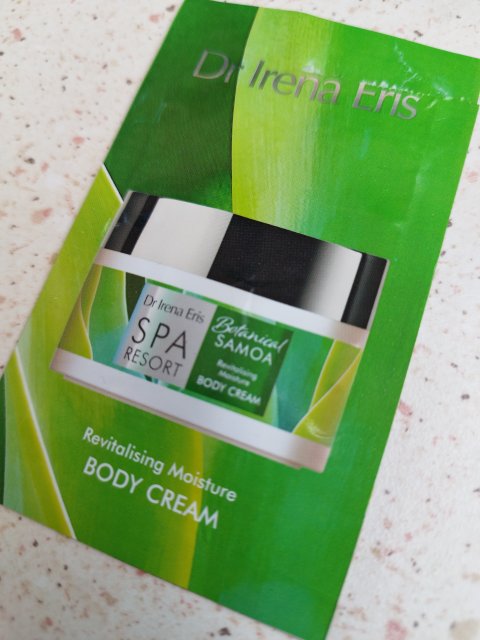 Dr Irena Eris
Dr Irena Eris
SPA
RESORT
Botanical
SAMOA
Revitalising
Moisture
BODY CREAM
Revitalising Moisture
BODY CREAM